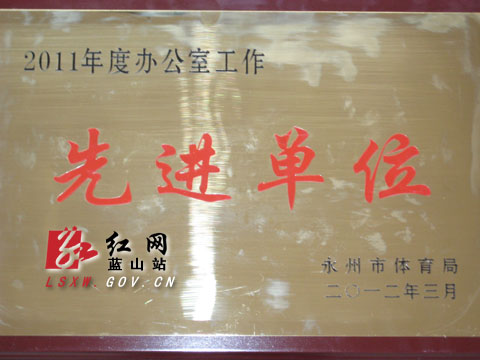 2011年度办公室工作
先进单位
红网
蓝山站
LSXW.GOV.CN
永州市体育局
二〇一二年三月